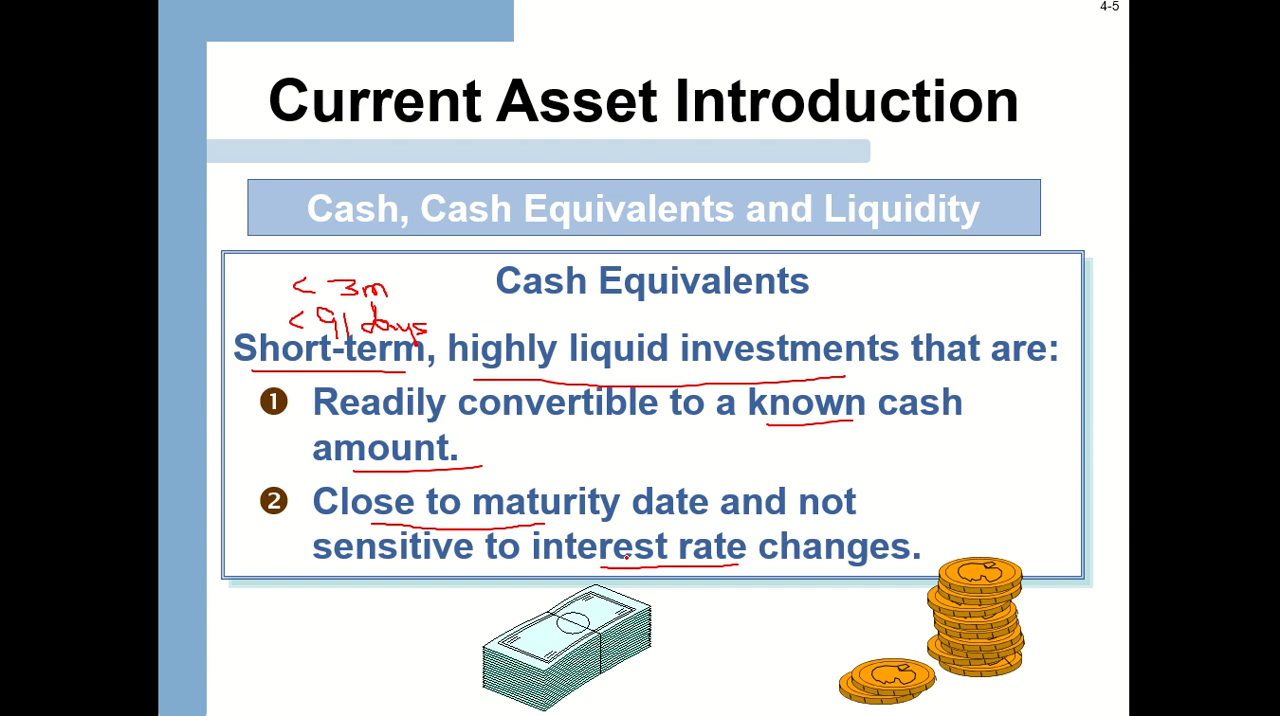 4-5
Current Asset Introduction
Cash, Cash Equivalents and Liquidity
Cash Equivalents
< 3m
< 91 days
Short-term, highly liquid investments that are:
❶ Readily convertible to a known cash
amount.
❷ Close to maturity date and not
sensitive to interest rate changes.